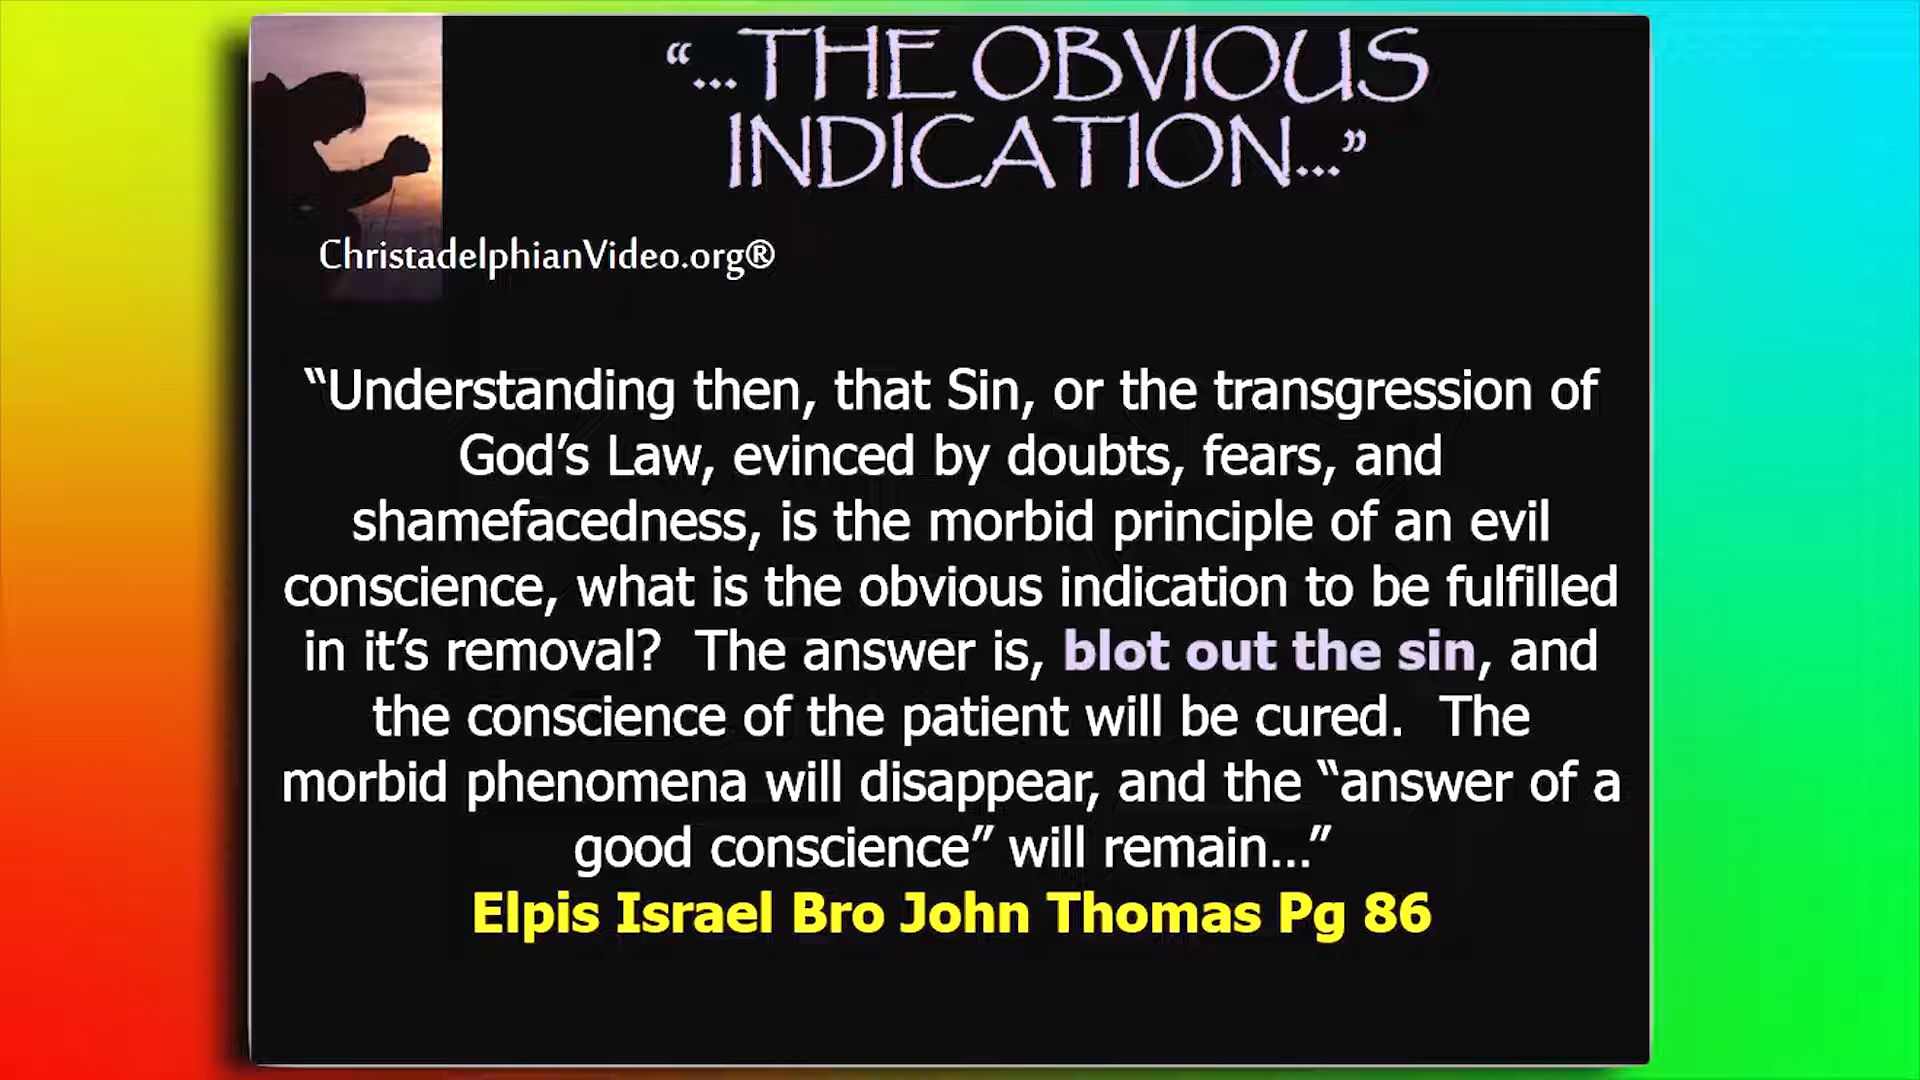 “...THE OBVIOUS
INDICATION...”
ChristadelphianVideo.org®
“Understanding then, that Sin, or the transgression of
God’s Law, evinced by doubts, fears, and
shamefacedness, is the morbid principle of an evil
conscience, what is the obvious indication to be fulfilled
in it’s removal?  The answer is, blot out the sin, and
the conscience of the patient will be cured.  The
morbid phenomena will disappear, and the “answer of a
good conscience” will remain...”
Elpis Israel Bro John Thomas Pg 86